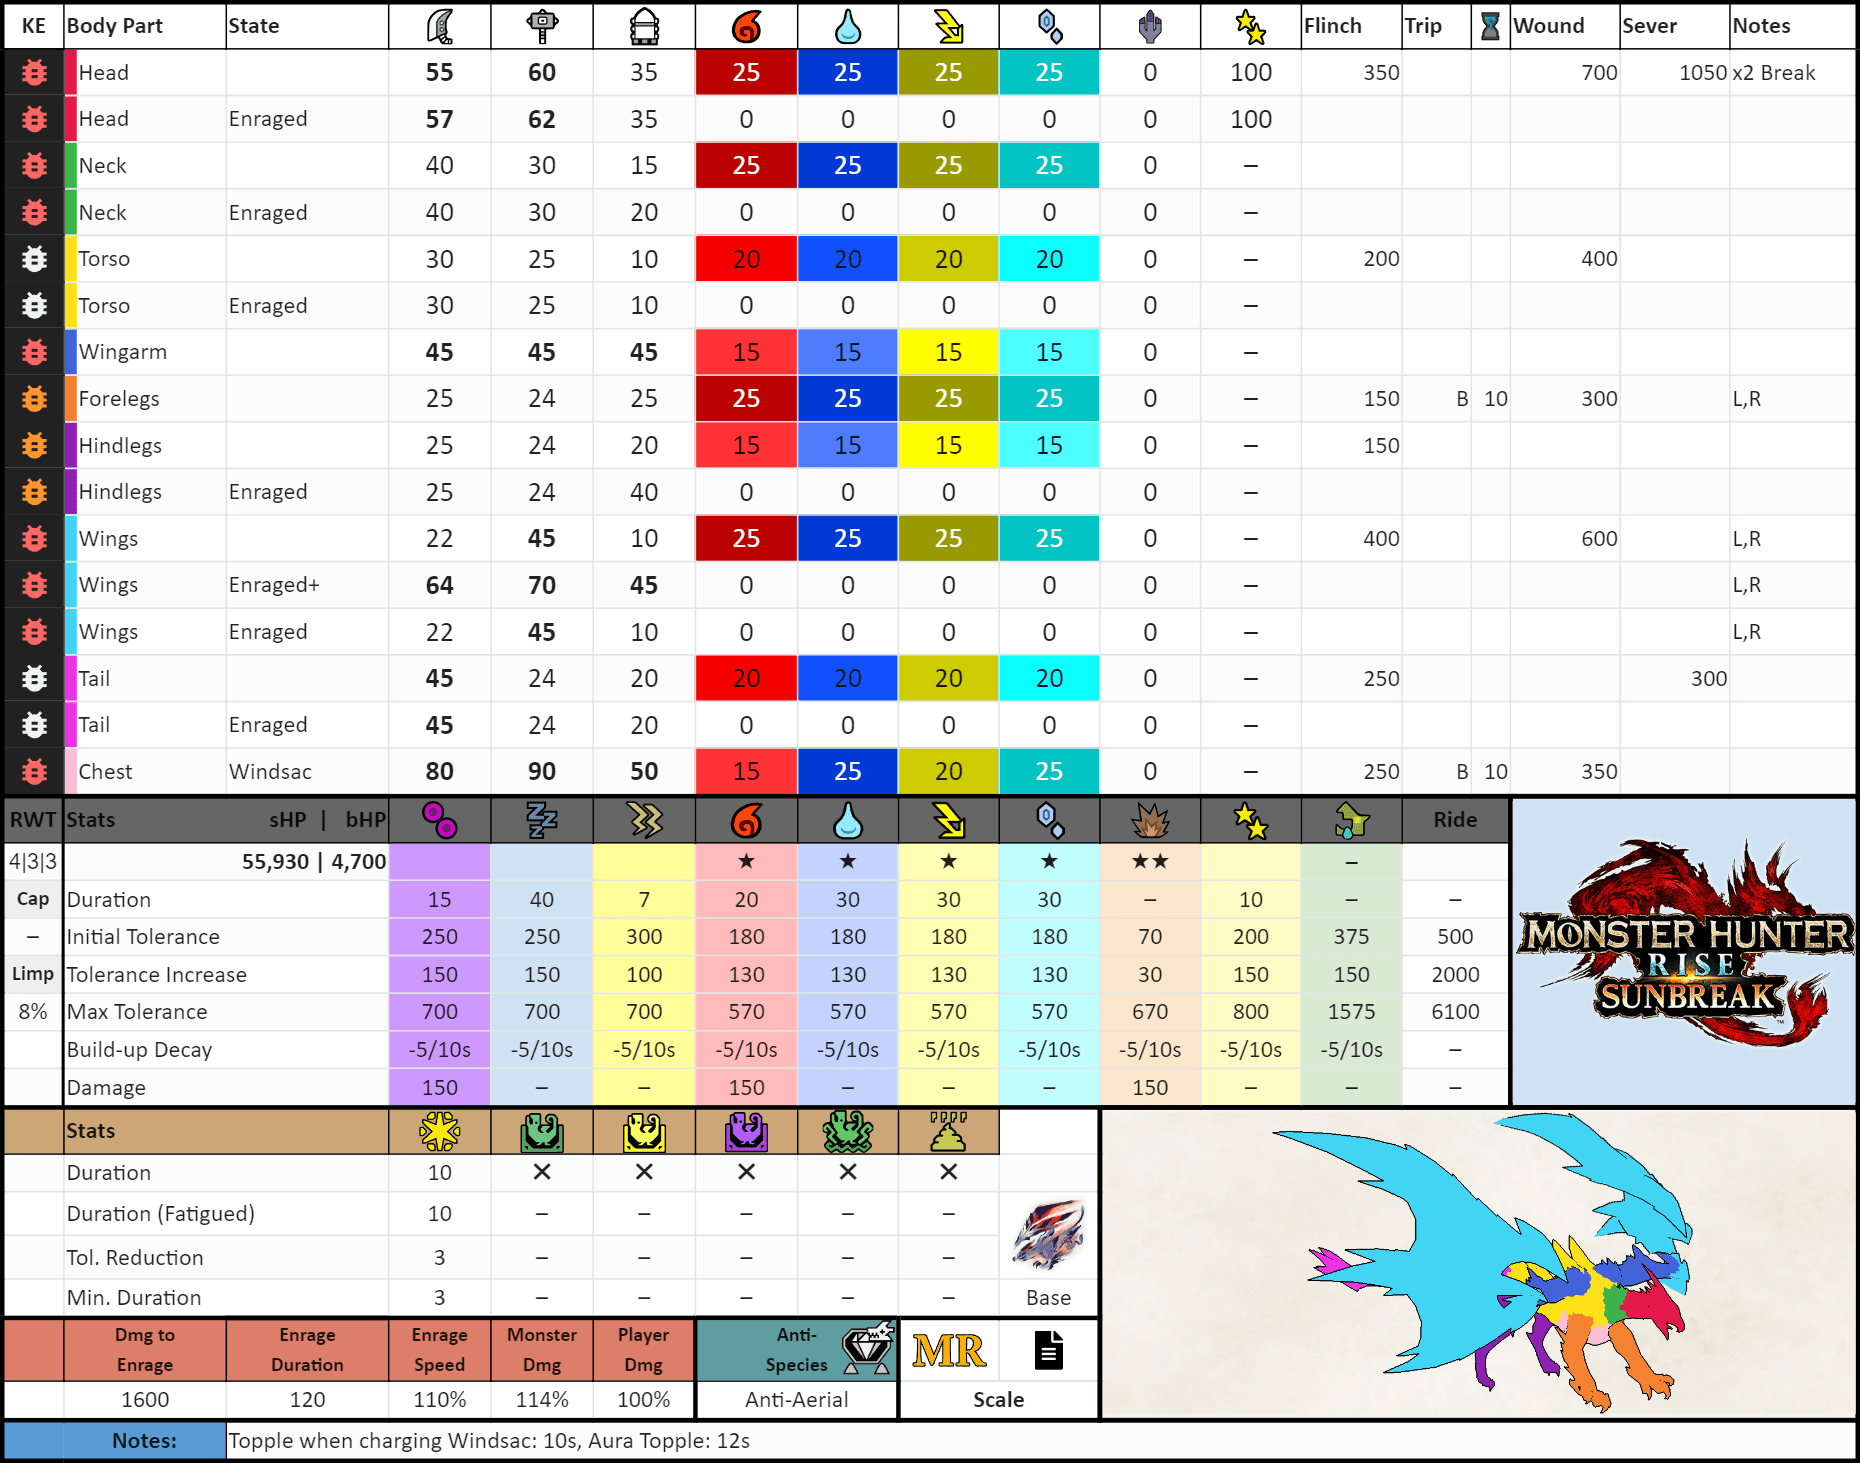 KE Body Part State Flinch Trip Wound Sever Notes
Head 55 60 35 25 25 25 25 0 100 350 700 1050 x2 Break
Head Enraged 57 62 35 0 0 0 0 0 100
Neck 40 30 15 25 25 25 25 0 –
Neck Enraged 40 30 20 0 0 0 0 0 –
Torso 30 25 10 20 20 20 20 0 – 200 400
Torso Enraged 30 25 10 0 0 0 0 0 –
Wingarm 45 45 45 15 15 15 15 0 –
Forelegs 25 24 25 25 25 25 25 0 – 150 B 10 300 L,R
Hindlegs 25 24 20 15 15 15 15 0 – 150
Hindlegs Enraged 25 24 40 0 0 0 0 0 –
Wings 22 45 10 25 25 25 25 0 – 400 600 L,R
Wings Enraged+ 64 70 45 0 0 0 0 0 – L,R
Wings Enraged 22 45 10 0 0 0 0 0 – L,R
Tail 45 24 20 20 20 20 20 0 – 250 300
Tail Enraged 45 24 20 0 0 0 0 0 –
Chest Windsac 80 90 50 15 25 20 25 0 – 250 B 10 350
RWT Stats sHP | bHP Ride
4|3|3 55,930 | 4,700 ★ ★ ★ ★ ★★ –
Cap Duration 15 40 7 20 30 30 30 – 10 – –
– Initial Tolerance 250 250 300 180 180 180 180 70 200 375 500
Limp Tolerance Increase 150 150 100 130 130 130 130 30 150 150 2000
8% Max Tolerance 700 700 700 570 570 570 570 670 800 1575 6100
Build-up Decay -5/10s -5/10s -5/10s -5/10s -5/10s -5/10s -5/10s -5/10s -5/10s -5/10s –
Damage 150 – – 150 – – – 150 – – –
MONSTER HUNTER
RISE
SUNBREAK™
Stats
Duration 10 ✕ ✕ ✕ ✕ ✕
Duration (Fatigued) 10 – – – – –
Tol. Reduction 3 – – – – –
Min. Duration 3 – – – – – Base
Dmg to Enrage Enrage Monster Player Anti-
Enrage Duration Speed Dmg Dmg Species MR
1600 120 110% 114% 100% Anti-Aerial Scale
Notes: Topple when charging Windsac: 10s, Aura Topple: 12s